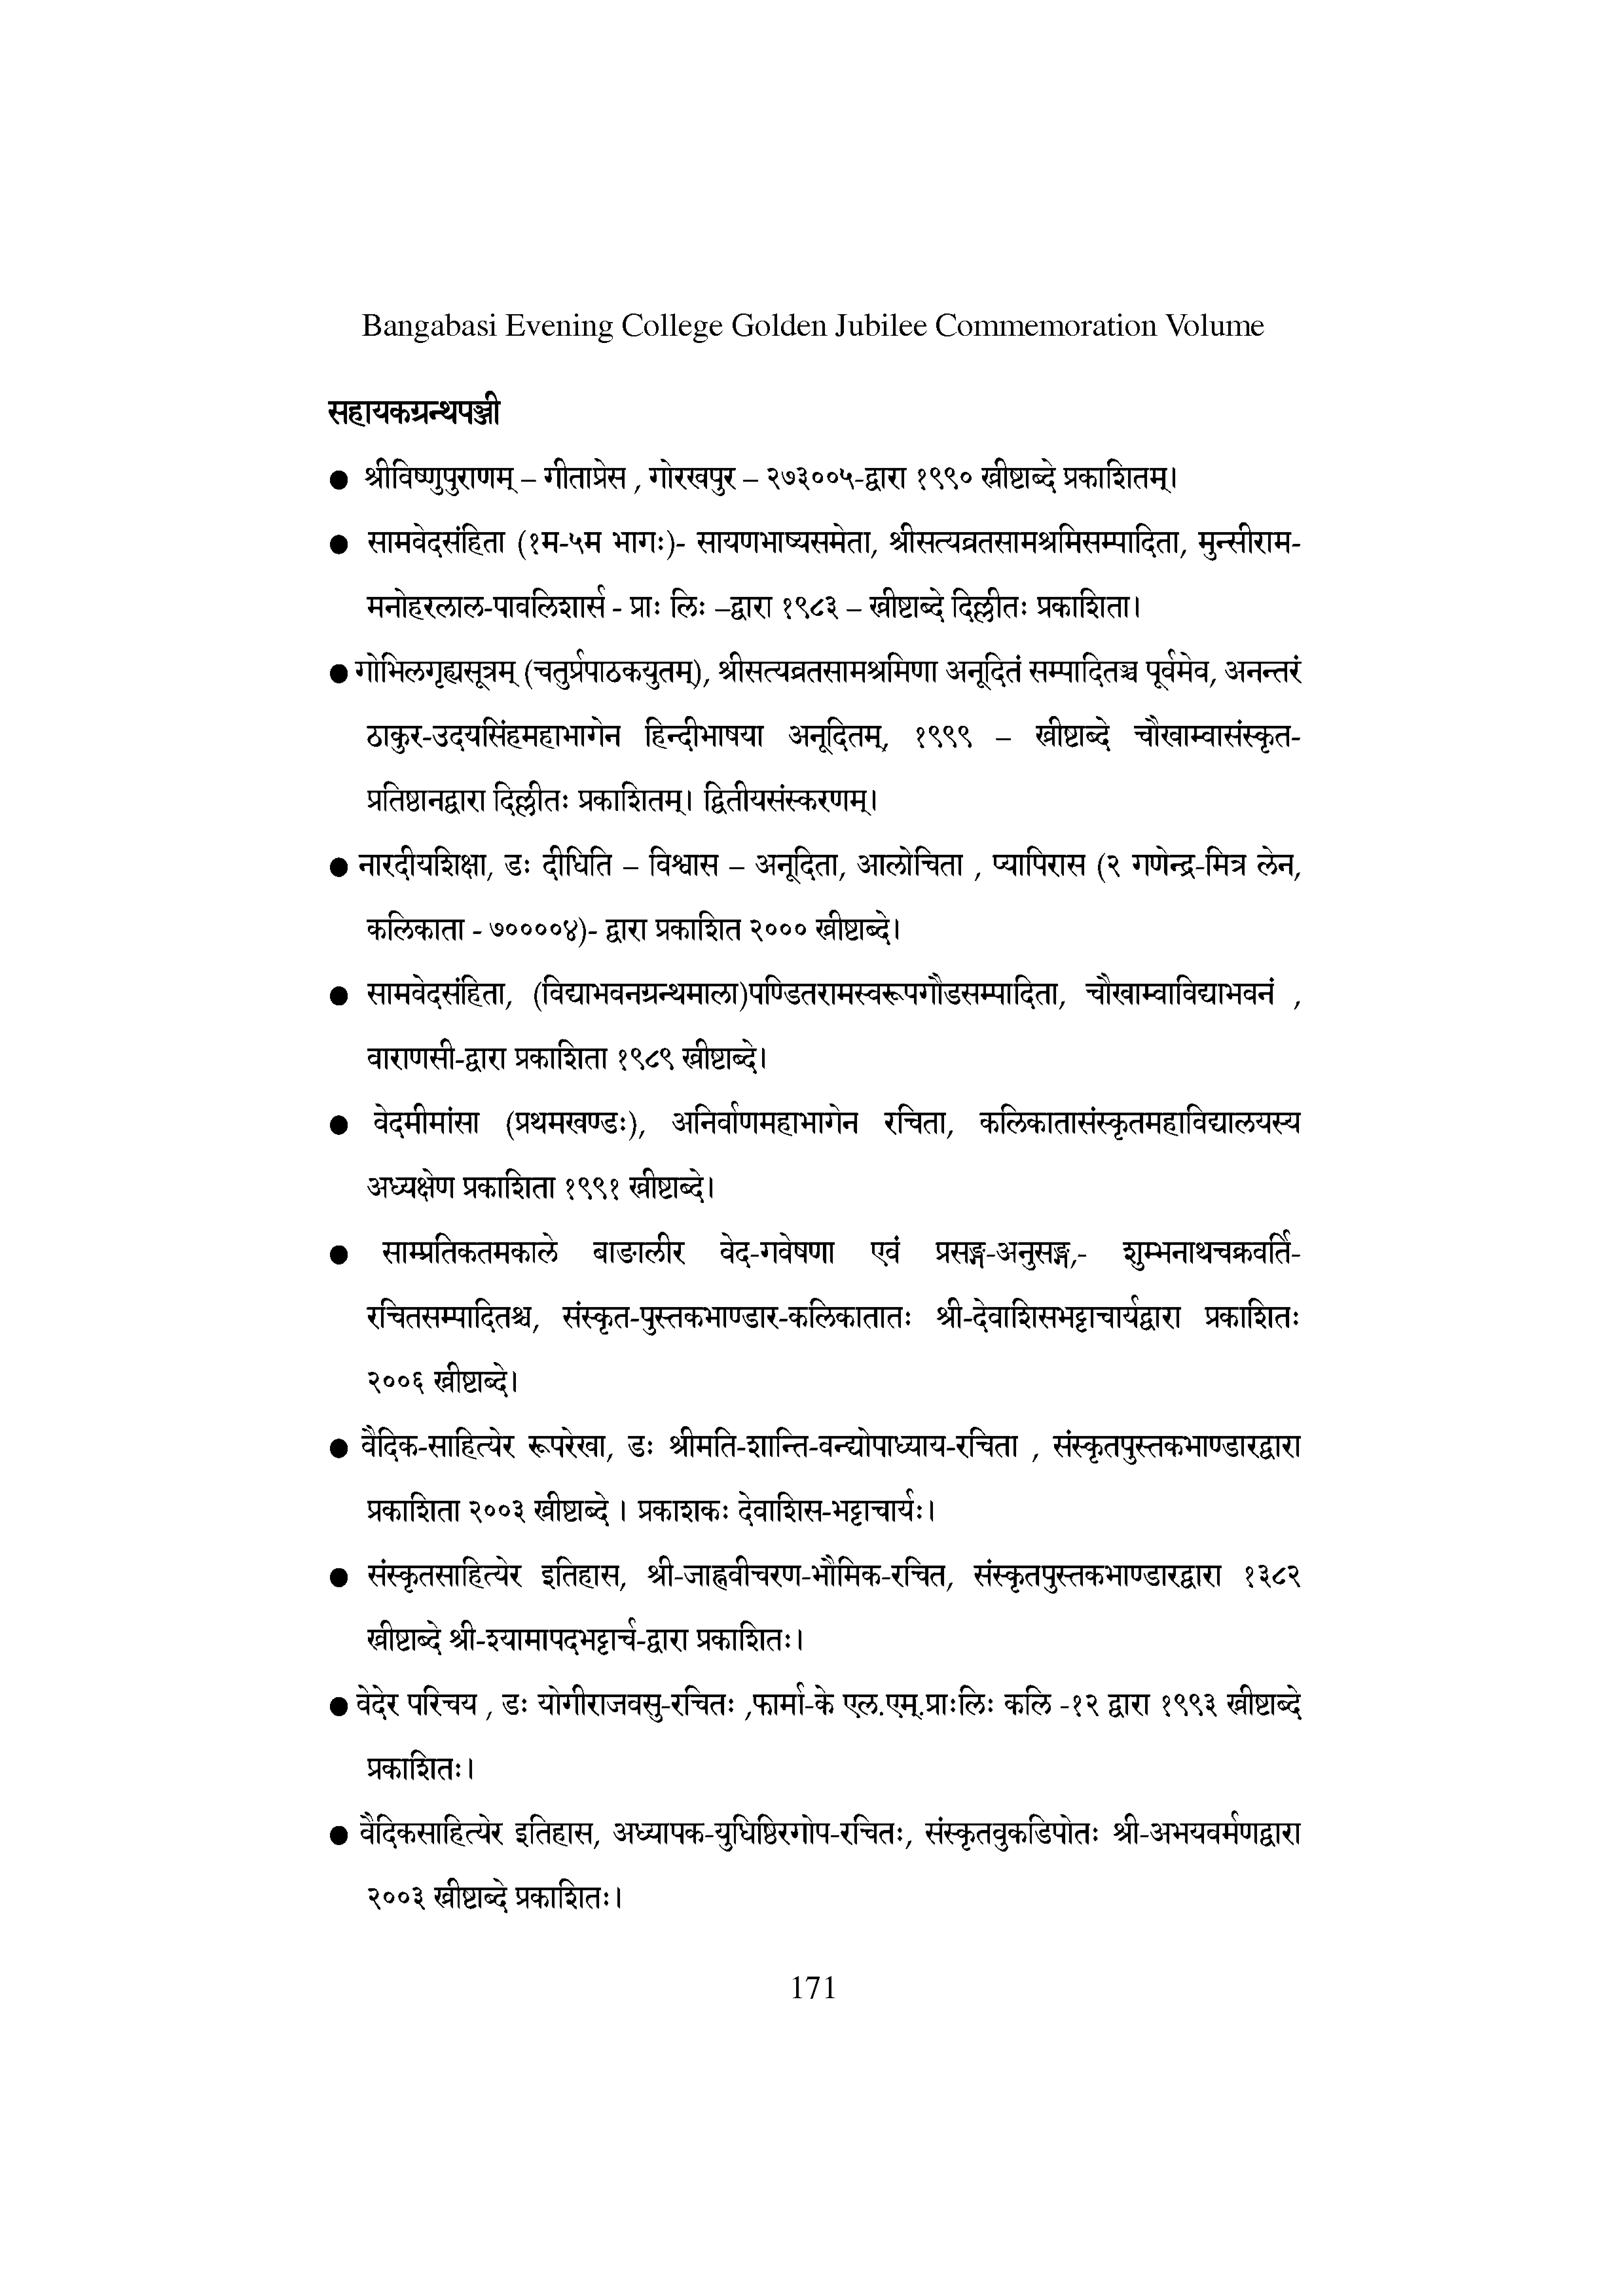 Bangabasi Evening College Golden Jubilee Commemoration Volume
सहायकग्रन्थपञ्जी
● श्रीविष्णुपुराणम् – गीताप्रेस , गोरखपुर – २७३००५-द्वारा १९९० ख्रीष्टाब्दे प्रकाशितम्।
● सामवेदसंहिता (१म-५म भागः)- सायणभाष्यसमेता, श्रीसत्यव्रतसामश्रमिसम्पादिता, मुन्सीराम-
मनोहरलाल-पावलिशार्स - प्राः लिः –द्वारा १९८३ – ख्रीष्टाब्दे दिल्लीतः प्रकाशिता।
● गोभिलगृह्यसूत्रम् (चतुर्प्रपाठकयुतम्), श्रीसत्यव्रतसामश्रमिणा अनूदितं सम्पादितञ्च पूर्वमेव, अनन्तरं
ठाकुर-उदयसिंहमहाभागेन हिन्दीभाषया अनूदितम्, १९९९ – ख्रीष्टाब्दे चौखाम्वासंस्कृत-
प्रतिष्ठानद्वारा दिल्लीतः प्रकाशितम्। द्वितीयसंस्करणम्।
● नारदीयशिक्षा, डः दीधिति – विश्वास – अनूदिता, आलोचिता , प्यापिरास (२ गणेन्द्र-मित्र लेन,
कलिकाता - ७००००४)- द्वारा प्रकाशित २००० ख्रीष्टाब्दे।
● सामवेदसंहिता, (विद्याभवनग्रन्थमाला)पण्डितरामस्वरूपगौडसम्पादिता, चौखाम्वाविद्याभवनं ,
वाराणसी-द्वारा प्रकाशिता १९८९ ख्रीष्टाब्दे।
● वेदमीमांसा (प्रथमखण्डः), अनिर्वाणमहाभागेन रचिता, कलिकातासंस्कृतमहाविद्यालयस्य
अध्यक्षेण प्रकाशिता १९९१ ख्रीष्टाब्दे।
● साम्प्रतिकतमकाले बाङालीर वेद-गवेषणा एवं प्रसङ्ग-अनुसङ्ग,- शुम्भनाथचक्रवर्ति-
रचितसम्पादितश्च, संस्कृत-पुस्तकभाण्डार-कलिकातातः श्री-देवाशिसभट्टाचार्यद्वारा प्रकाशितः
२००६ ख्रीष्टाब्दे।
● वैदिक-साहित्येर रूपरेखा, डः श्रीमति-शान्ति-वन्द्योपाध्याय-रचिता , संस्कृतपुस्तकभाण्डारद्वारा
प्रकाशिता २००३ ख्रीष्टाब्दे । प्रकाशकः देवाशिस-भट्टाचार्यः।
● संस्कृतसाहित्येर इतिहास, श्री-जाह्नवीचरण-भौमिक-रचित, संस्कृतपुस्तकभाण्डारद्वारा १३८२
ख्रीष्टाब्दे श्री-श्यामापदभट्टार्च-द्वारा प्रकाशितः।
● वेदेर परिचय , डः योगीराजवसु-रचितः ,फार्मा-के एल.एम्.प्राःलिः कलि -१२ द्वारा १९९३ ख्रीष्टाब्दे
प्रकाशितः।
● वैदिकसाहित्येर इतिहास, अध्यापक-युधिष्ठिरगोप-रचितः, संस्कृतवुकडिपोतः श्री-अभयवर्मणद्वारा
२००३ ख्रीष्टाब्दे प्रकाशितः।
171